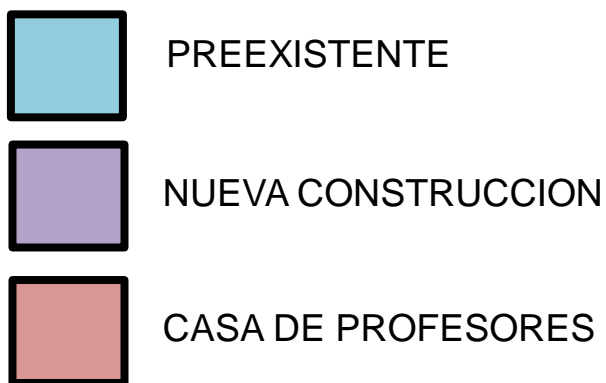 PREEXISTENTE
NUEVA CONSTRUCCION
CASA DE PROFESORES